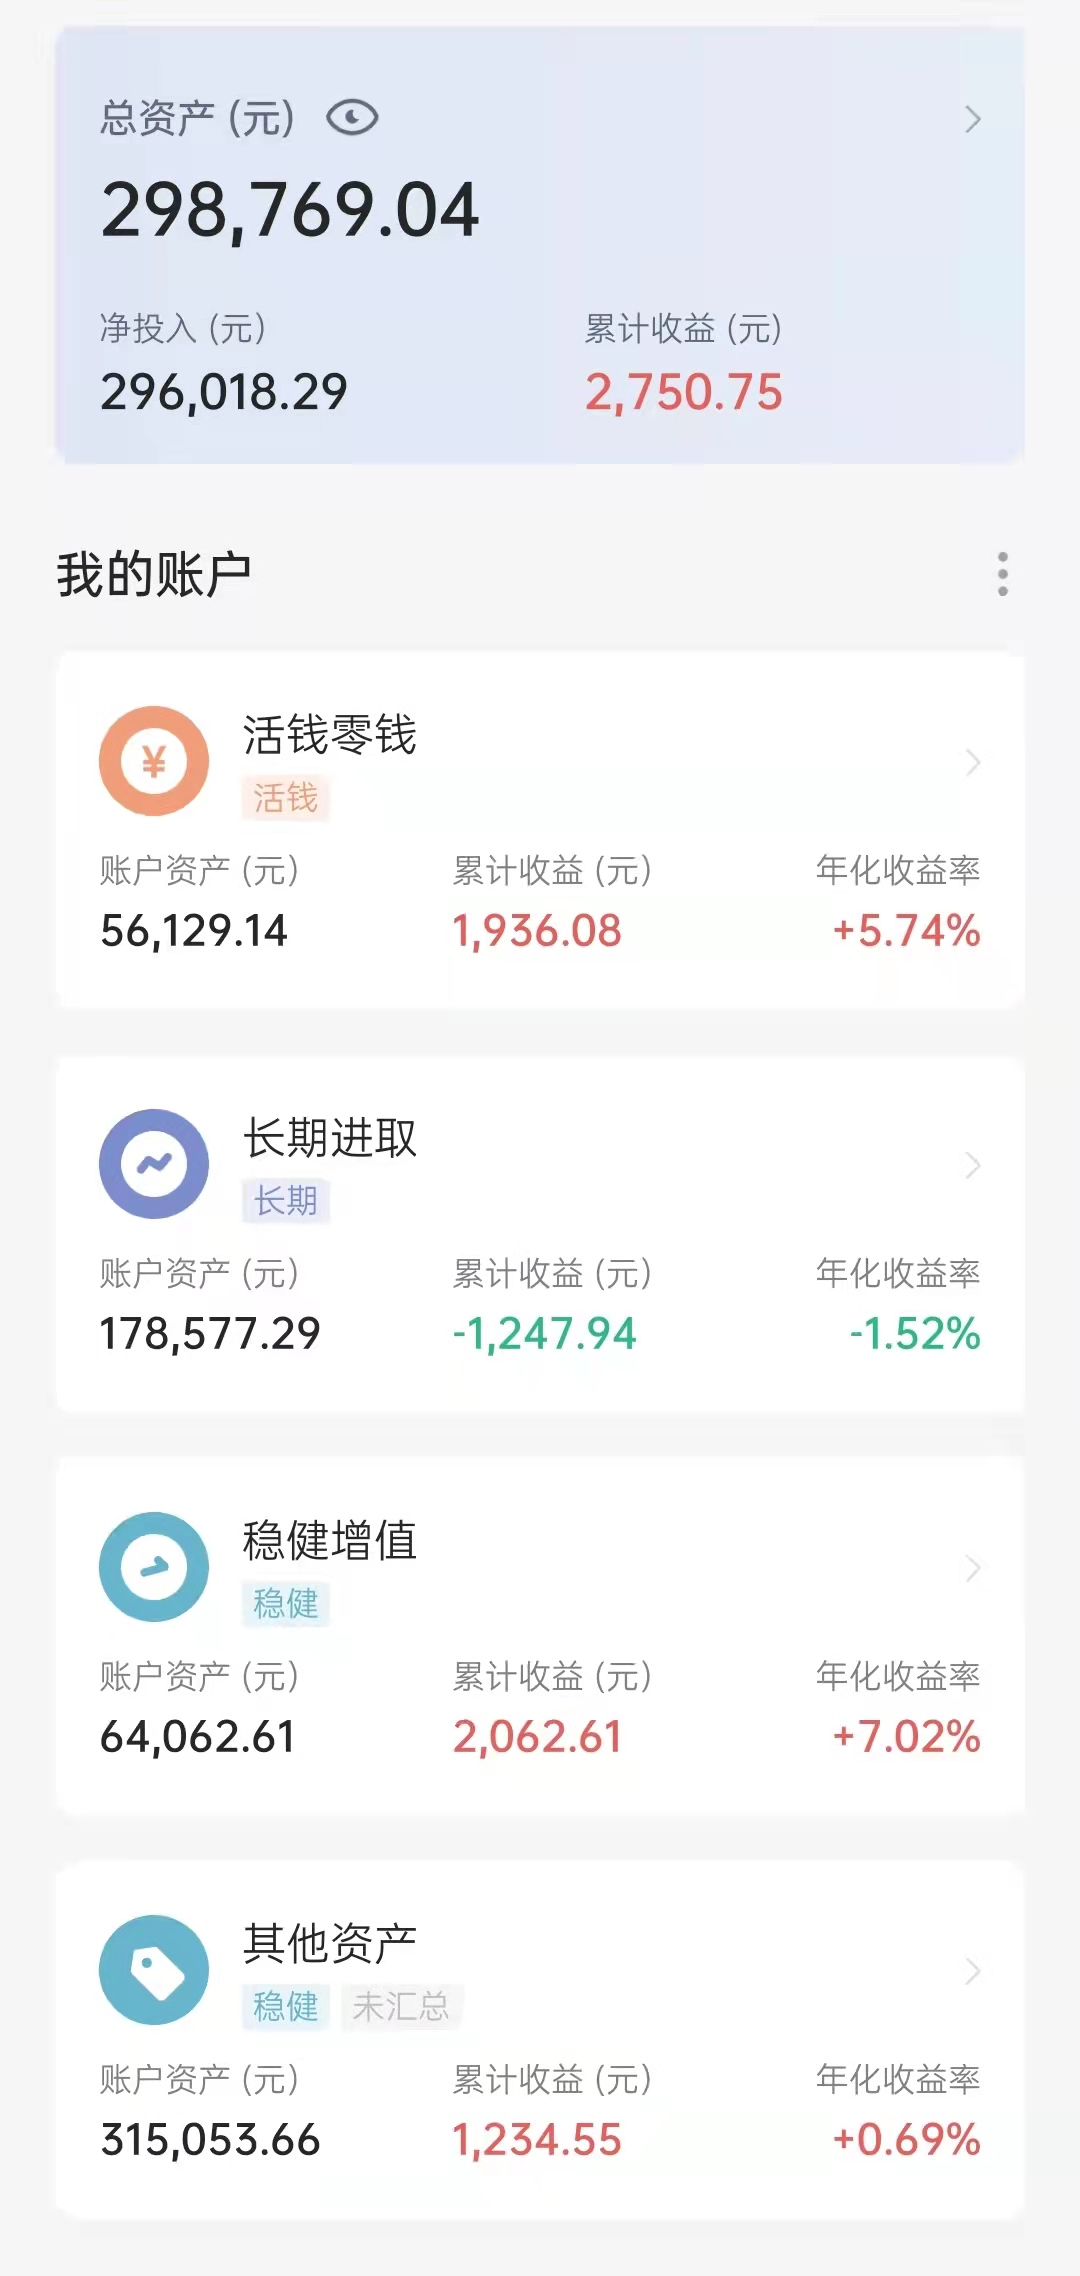 总资产 (元)
298,769.04
净投入 (元) 累计收益 (元)
296,018.29 2,750.75
我的账户
¥ 活钱零钱
活钱
账户资产 (元) 累计收益 (元) 年化收益率
56,129.14 1,936.08 +5.74%
长期进取
长期
账户资产 (元) 累计收益 (元) 年化收益率
178,577.29 -1,247.94 -1.52%
稳健增值
稳健
账户资产 (元) 累计收益 (元) 年化收益率
64,062.61 2,062.61 +7.02%
其他资产
稳健 未汇总
账户资产 (元) 累计收益 (元) 年化收益率
315,053.66 1,234.55 +0.69%